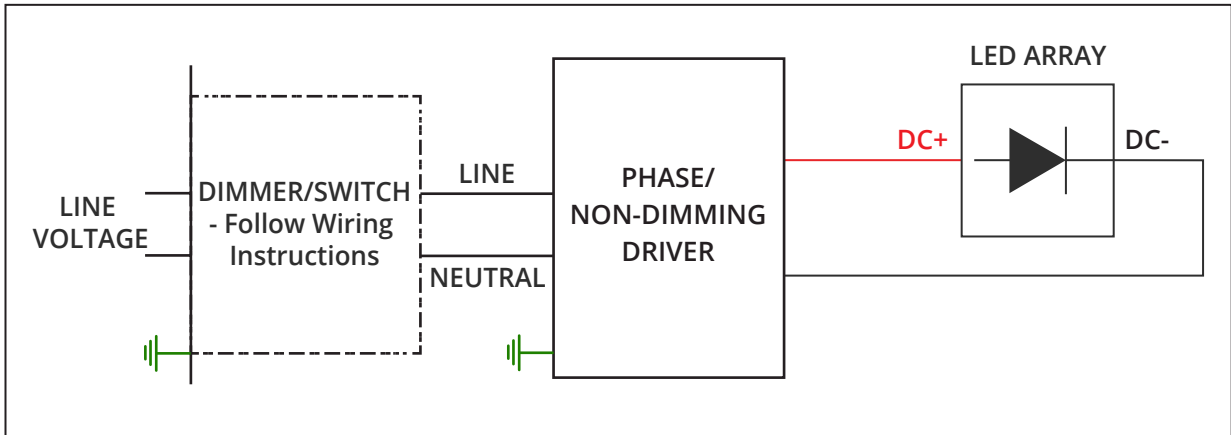 LED ARRAY
DC+
DC-
LINE
VOLTAGE
DIMMER/SWITCH
- Follow Wiring
Instructions
LINE
NEUTRAL
PHASE/
NON-DIMMING
DRIVER